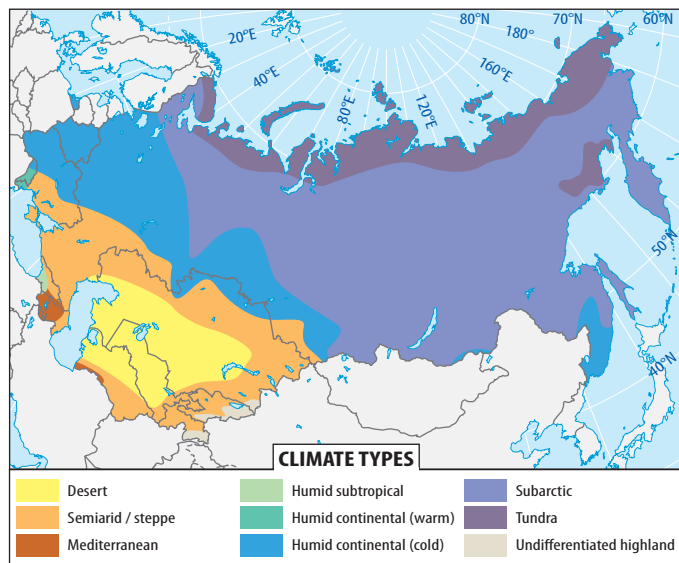 80°N
180°
70°N
60°N
20°E
160°E
40°E
80°E
120°E
50°N
40°N
CLIMATE TYPES
Desert
Humid subtropical
Subarctic
Semiarid / steppe
Humid continental (warm)
Tundra
Mediterranean
Humid continental (cold)
Undifferentiated highland